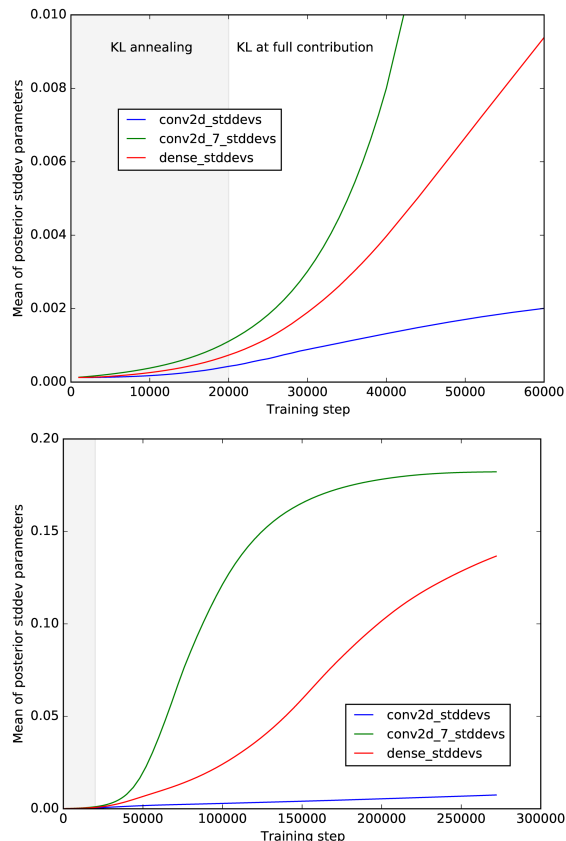 0.010
KL annealing
KL at full contribution
0.008
conv2d_stddevs
conv2d_7_stddevs
dense_stddevs
0.006
0.004
0.002
0.000
Mean of posterior stddev parameters
0 10000 20000 30000 40000 50000 60000
Training step
0.20
0.15
0.10
0.05
0.00
Mean of posterior stddev parameters
conv2d_stddevs
conv2d_7_stddevs
dense_stddevs
0 50000 100000 150000 200000 250000 300000
Training step